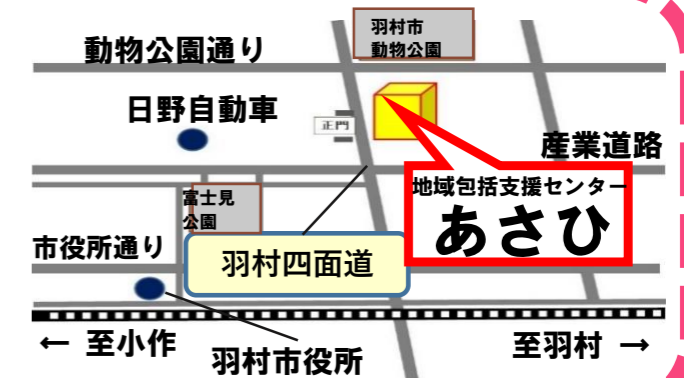 羽村市
動物公園
動物公園通り
日野自動車
正門
産業道路
地域包括支援センター
あさひ
富士見
公園
市役所通り
羽村四面道
← 至小作
羽村市役所
至羽村 →